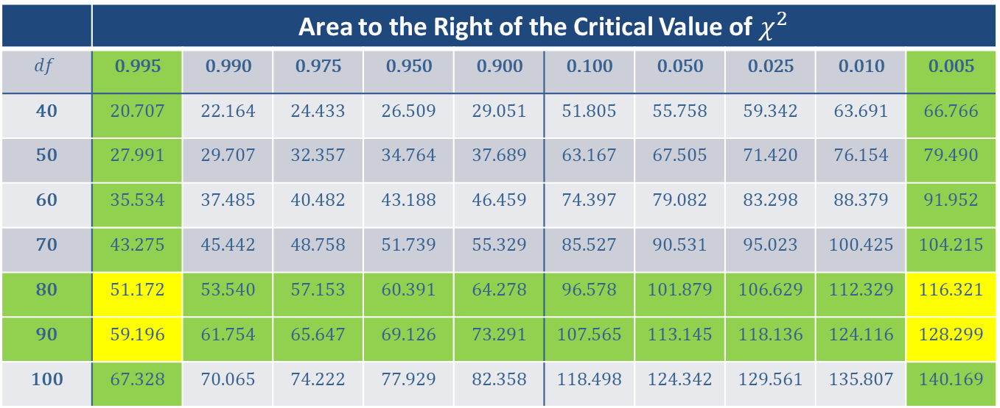 Area to the Right of the Critical Value of χ²
df 0.995 0.990 0.975 0.950 0.900 0.100 0.050 0.025 0.010 0.005
40 20.707 22.164 24.433 26.509 29.051 51.805 55.758 59.342 63.691 66.766
50 27.991 29.707 32.357 34.764 37.689 63.167 67.505 71.420 76.154 79.490
60 35.534 37.485 40.482 43.188 46.459 74.397 79.082 83.298 88.379 91.952
70 43.275 45.442 48.758 51.739 55.329 85.527 90.531 95.023 100.425 104.215
80 51.172 53.540 57.153 60.391 64.278 96.578 101.879 106.629 112.329 116.321
90 59.196 61.754 65.647 69.126 73.291 107.565 113.145 118.136 124.116 128.299
100 67.328 70.065 74.222 77.929 82.358 118.498 124.342 129.561 135.807 140.169